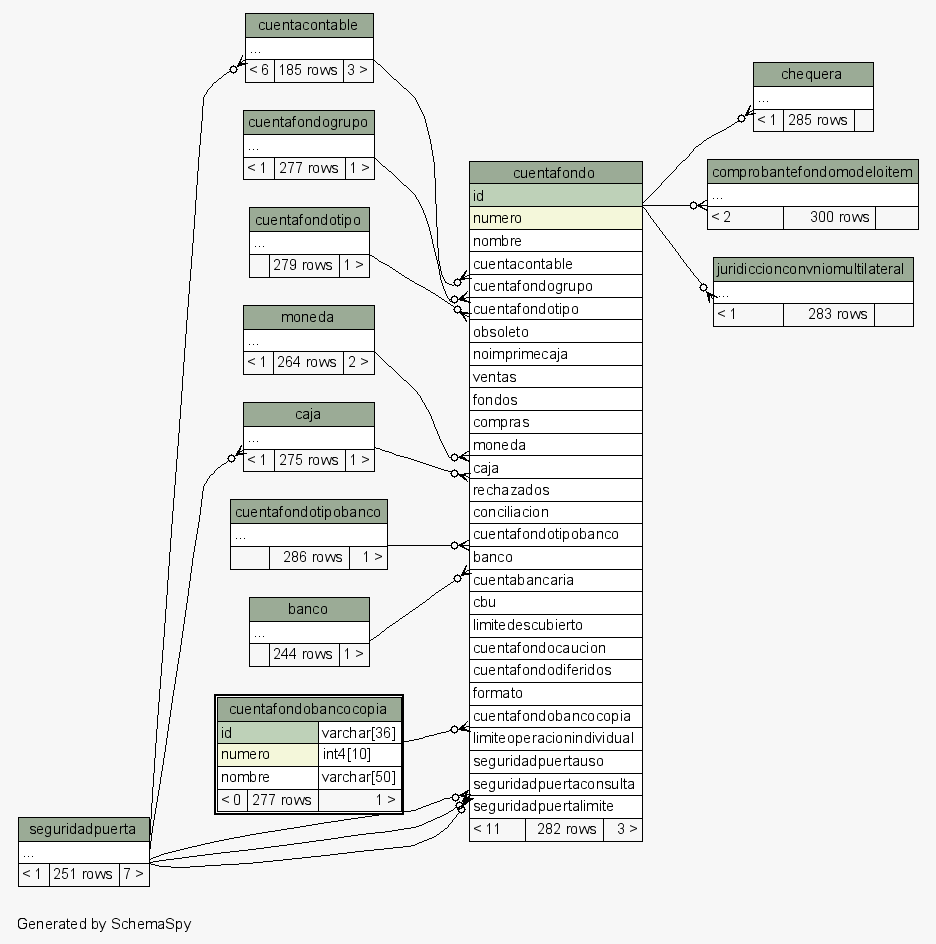 cuentacontable
...
< 6 185 rows 3 >
cuentafondogrupo
...
< 1 277 rows 1 >
cuentafondotipo
...
279 rows 1 >
moneda
...
< 1 264 rows 2 >
caja
...
< 1 275 rows 1 >
cuentafondotipobanco
...
286 rows 1 >
banco
...
244 rows 1 >
cuentafondobancocopia
id varchar[36]
numero int4[10]
nombre varchar[50]
< 0 277 rows 1 >
seguridadpuerta
...
< 1 251 rows 7 >
cuentafondo
id
numero
nombre
cuentacontable
cuentafondogrupo
cuentafondotipo
obsoleto
noimprimecaja
ventas
fondos
compras
moneda
caja
rechazados
conciliacion
cuentafondotipobanco
banco
cuentabancaria
cbu
limitedescubierto
cuentafondocaucion
cuentafondodiferidos
formato
cuentafondobancocopia
limiteoperacionindividual
seguridadpuertauso
seguridadpuertaconsulta
seguridadpuertalimite
< 11 282 rows 3 >
chequera
...
< 1 285 rows
comprobantefondomodeloitem
...
< 2 300 rows
juridiccionconvniomultilateral
...
< 1 283 rows
Generated by SchemaSpy